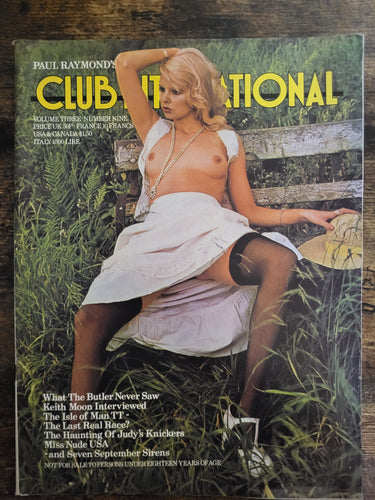 PAUL RAYMOND'S
CLUB INTERNATIONAL
VOLUME THREE · NUMBER NINE
PRICE UK 50P · FRANCE 10 FRANCS
USA & CANADA $1.50
ITALY 1000 LIRE
What The Butler Never Saw
Keith Moon Interviewed
The Isle of Man TT -
The Last Real Race?
The Haunting Of Judy's Knickers
Miss Nude USA
-and Seven September Sirens
NOT FOR SALE TO PERSONS UNDER EIGHTEEN YEARS OF AGE